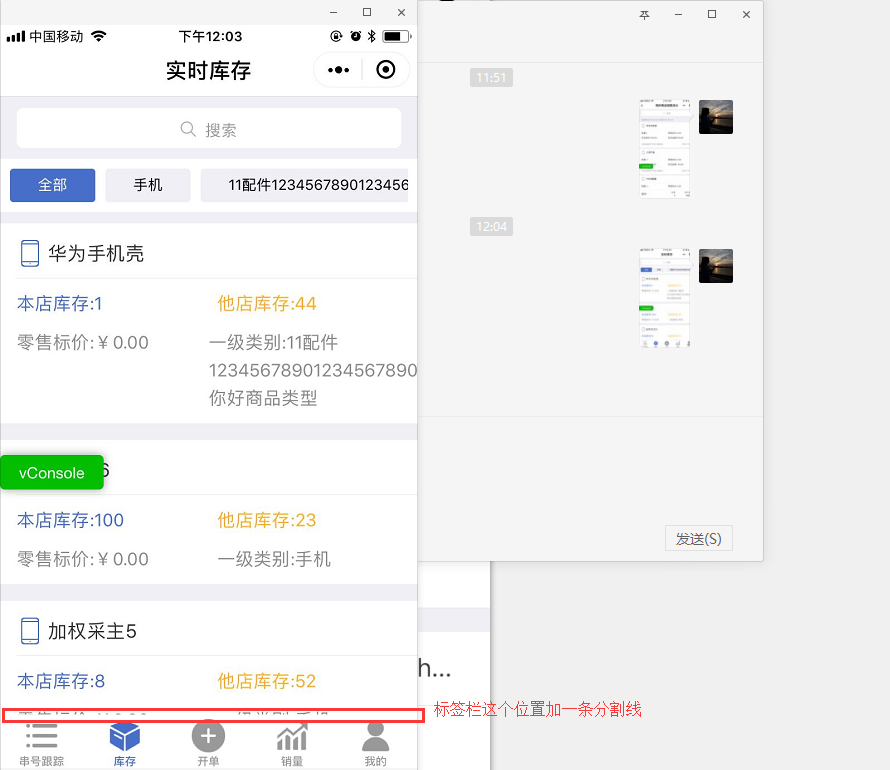 中国移动
下午12:03
实时库存
搜索
全部
手机
11配件1234567890123456
华为手机壳
本店库存:1
他店库存:44
零售标价:￥0.00
一级类别:11配件
12345678901234567890
你好商品类型
vConsole
6
本店库存:100
他店库存:23
零售标价:￥0.00
一级类别:手机
加权采主5
本店库存:8
他店库存:52
串号跟踪
库存
开单
销量
我的
11:51
12:04
发送(S)
h...
标签栏这个位置加一条分割线